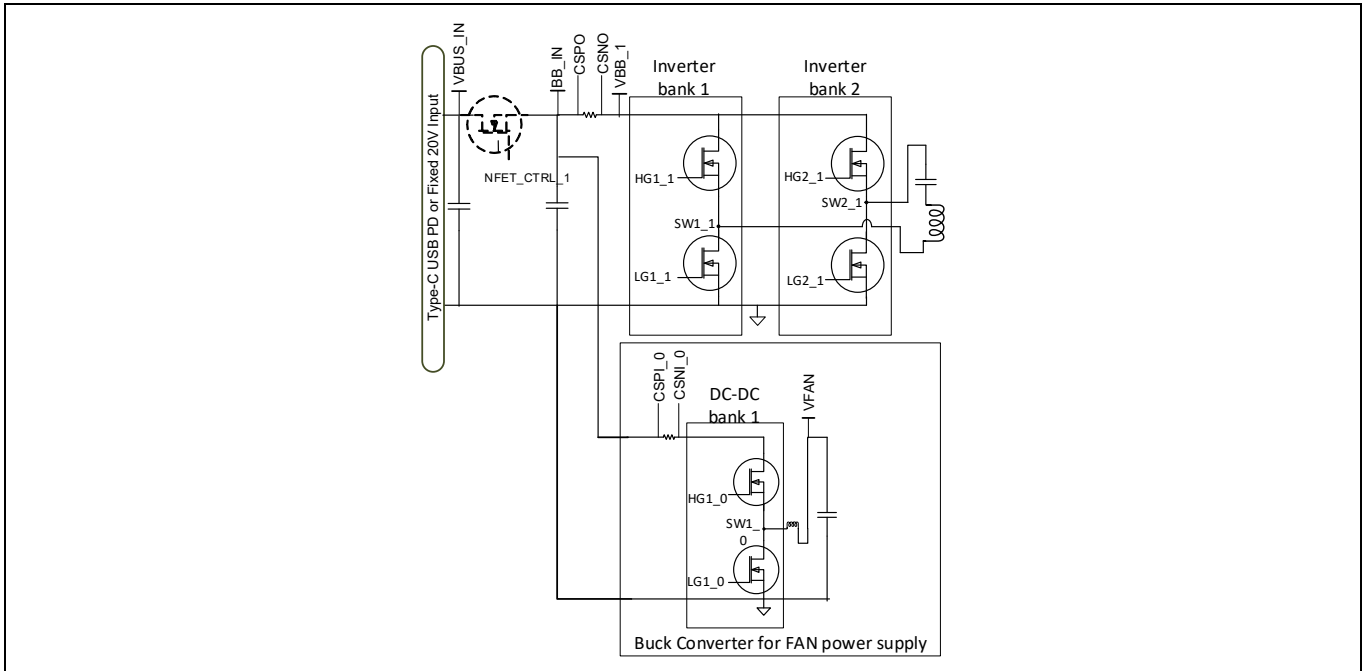 Type-C USB PD or Fixed 20V Input
VBUS_IN
BB_IN
CSPO
CSNO
VBB_1
NFET_CTRL_1
Inverter
bank 1
HG1_1
SW1_1
LG1_1
Inverter
bank 2
HG2_1
SW2_1
LG2_1
CSPI_0
CSNI_0
DC-DC
bank 1
VFAN
HG1_0
SW1_
0
LG1_0
Buck Converter for FAN power supply